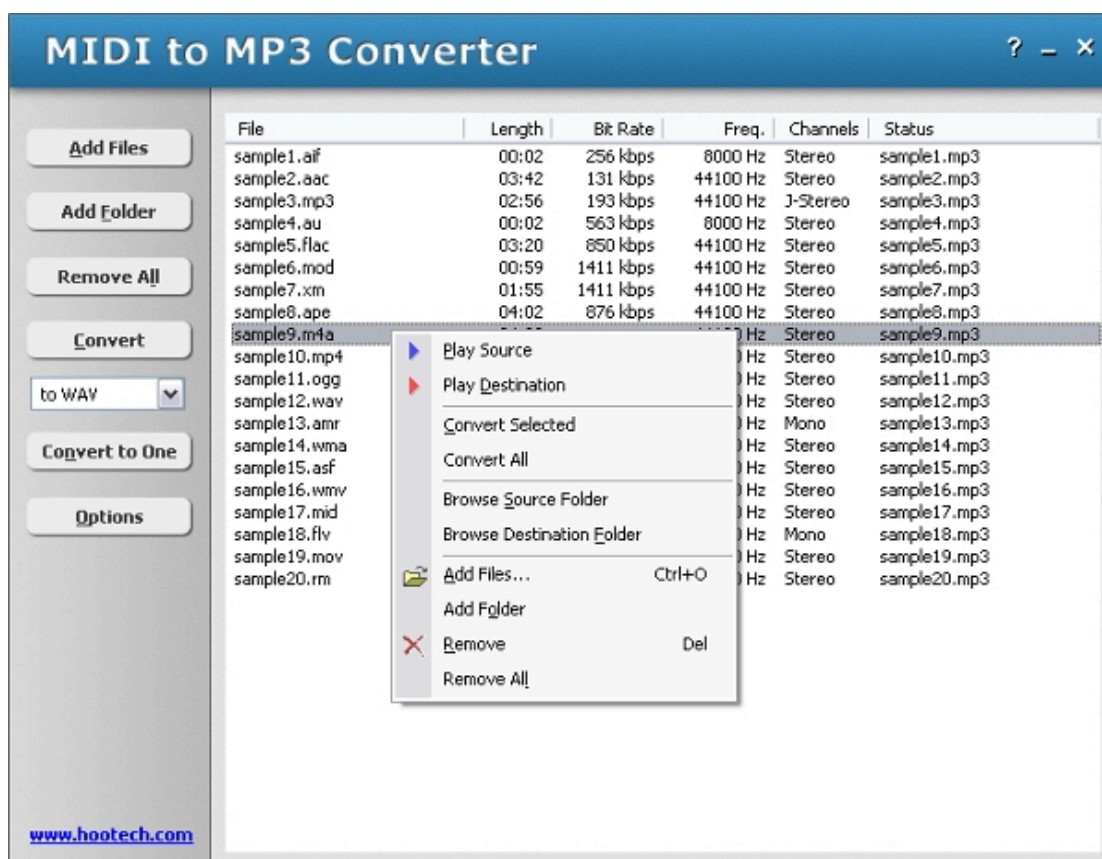 MIDI to MP3 Converter
? _ ×
Add Files
Add Folder
Remove All
Convert
to WAV
Convert to One
Options
www.hootech.com
File Length Bit Rate Freq. Channels Status
sample1.aif 00:02 256 kbps 8000 Hz Stereo sample1.mp3
sample2.aac 03:42 131 kbps 44100 Hz Stereo sample2.mp3
sample3.mp3 02:56 193 kbps 44100 Hz J-Stereo sample3.mp3
sample4.au 00:02 563 kbps 8000 Hz Stereo sample4.mp3
sample5.flac 03:20 850 kbps 44100 Hz Stereo sample5.mp3
sample6.mod 00:59 1411 kbps 44100 Hz Stereo sample6.mp3
sample7.xm 01:55 1411 kbps 44100 Hz Stereo sample7.mp3
sample8.ape 04:02 876 kbps 44100 Hz Stereo sample8.mp3
sample9.m4a Hz Stereo sample9.mp3
sample10.mp4 Hz Stereo sample10.mp3
sample11.ogg Hz Stereo sample11.mp3
sample12.wav Hz Stereo sample12.mp3
sample13.amr Hz Mono sample13.mp3
sample14.wma Hz Stereo sample14.mp3
sample15.asf Hz Stereo sample15.mp3
sample16.wmv Hz Stereo sample16.mp3
sample17.mid Hz Stereo sample17.mp3
sample18.flv Hz Mono sample18.mp3
sample19.mov Hz Stereo sample19.mp3
sample20.rm Hz Stereo sample20.mp3
Play Source
Play Destination
Convert Selected
Convert All
Browse Source Folder
Browse Destination Folder
Add Files... Ctrl+O
Add Folder
Remove Del
Remove All